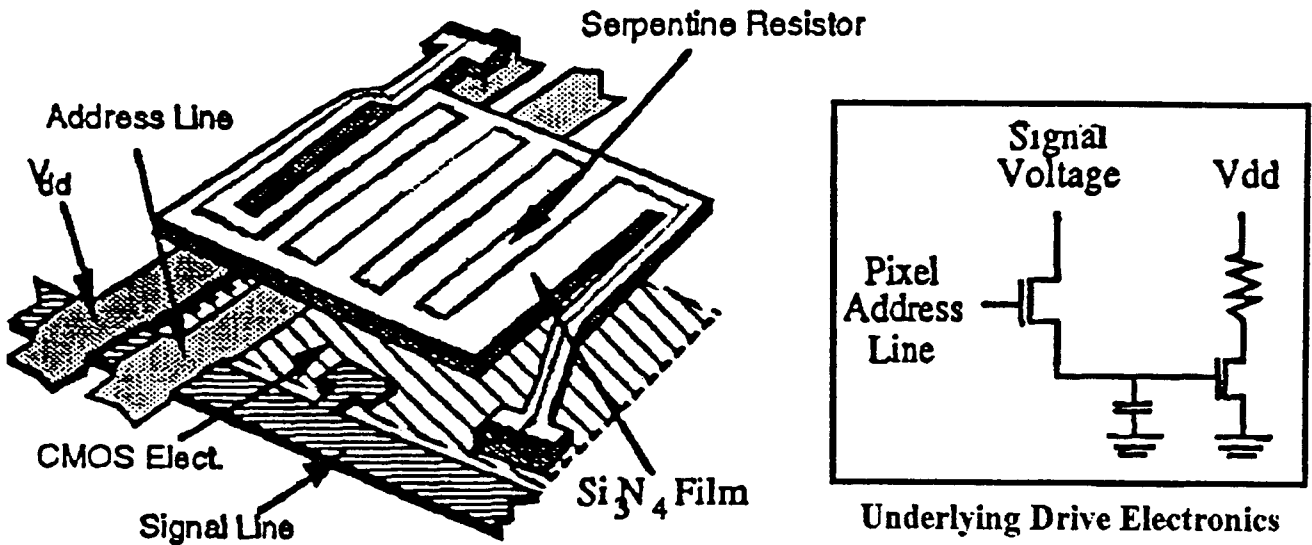 Serpentine Resistor
Address Line
Vdd
CMOS Elect.
Signal Line
Si3N4 Film
Signal
Voltage
Vdd
Pixel
Address
Line
Underlying Drive Electronics